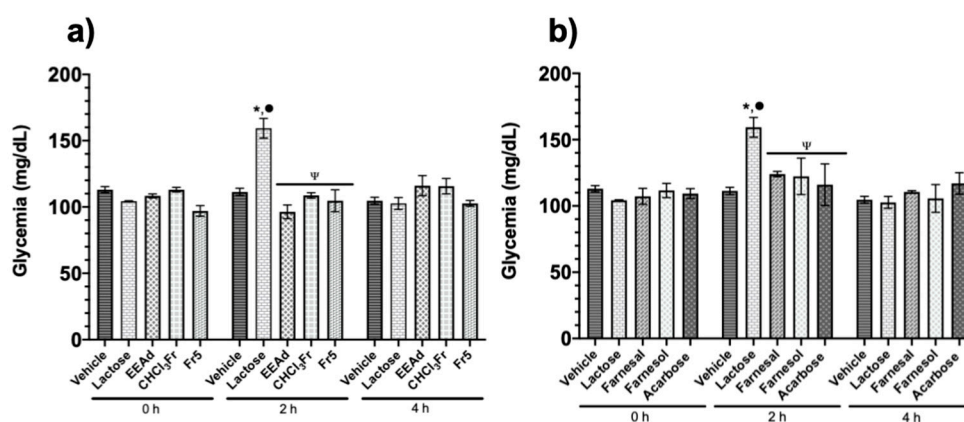 a)
Glycemia (mg/dL)
200
150
100
50
0
*,●
Ψ
Vehicle
Lactose
EEAd
CHCl₃Fr
Fr5
Vehicle
Lactose
EEAd
CHCl₃Fr
Fr5
Vehicle
Lactose
EEAd
CHCl₃Fr
Fr5
0 h
2 h
4 h
b)
Glycemia (mg/dL)
200
150
100
50
0
*,●
Ψ
Vehicle
Lactose
Farnesal
Farnesol
Acarbose
Vehicle
Lactose
Farnesal
Farnesol
Acarbose
Vehicle
Lactose
Farnesal
Farnesol
Acarbose
0 h
2 h
4 h